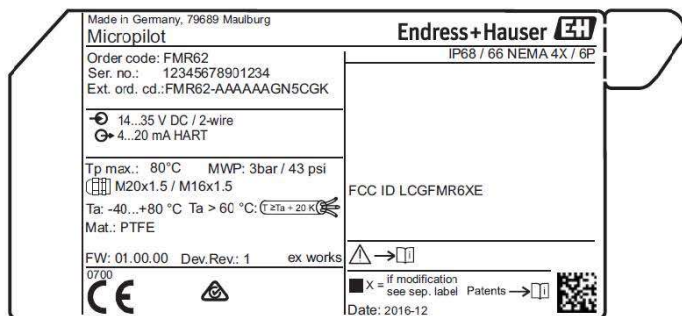 Made in Germany, 79689 Maulburg
Micropilot
Endress+Hauser EH
Order code: FMR62
Ser. no.: 12345678901234
Ext. ord. cd.:FMR62-AAAAAAGN5CGK
IP68 / 66 NEMA 4X / 6P
14...35 V DC / 2-wire
4...20 mA HART
Tp max.: 80°C MWP: 3bar / 43 psi
M20x1.5 / M16x1.5
Ta: -40...+80 °C Ta > 60 °C: T ≥Ta + 20 K
Mat.: PTFE
FCC ID LCGFMR6XE
FW: 01.00.00 Dev.Rev.: 1 ex works
0700
CE
X = if modification
see sep. label
Patents
Date: 2016-12